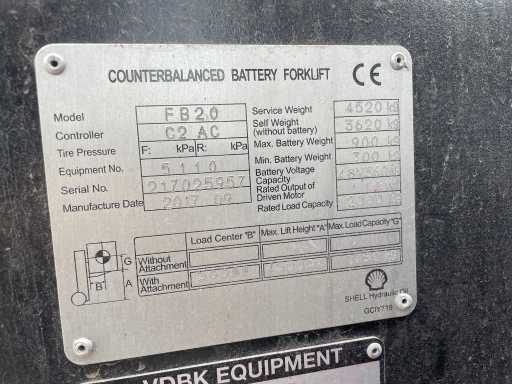 COUNTERBALANCED BATTERY FORKLIFT CE
Model FB20
Controller C2 AC
Tire Pressure F: kPa R: kPa
Equipment No. 5110
Serial No. 217025957
Manufacture Date 2017 09
Service Weight 4520 kg
Self Weight (without battery) 3620 kg
Max. Battery Weight 900 kg
Min. Battery Weight 300 kg
Battery Voltage
Capacity
Rated Output of
Driven Motor
Rated Load Capacity
Load Center "B" Max. Lift Height "A" Max. Load Capacity "G"
Without
Attachment
With
Attachment
G
B
A
SHELL Hydraulic Oil
VDBK EQUIPMENT